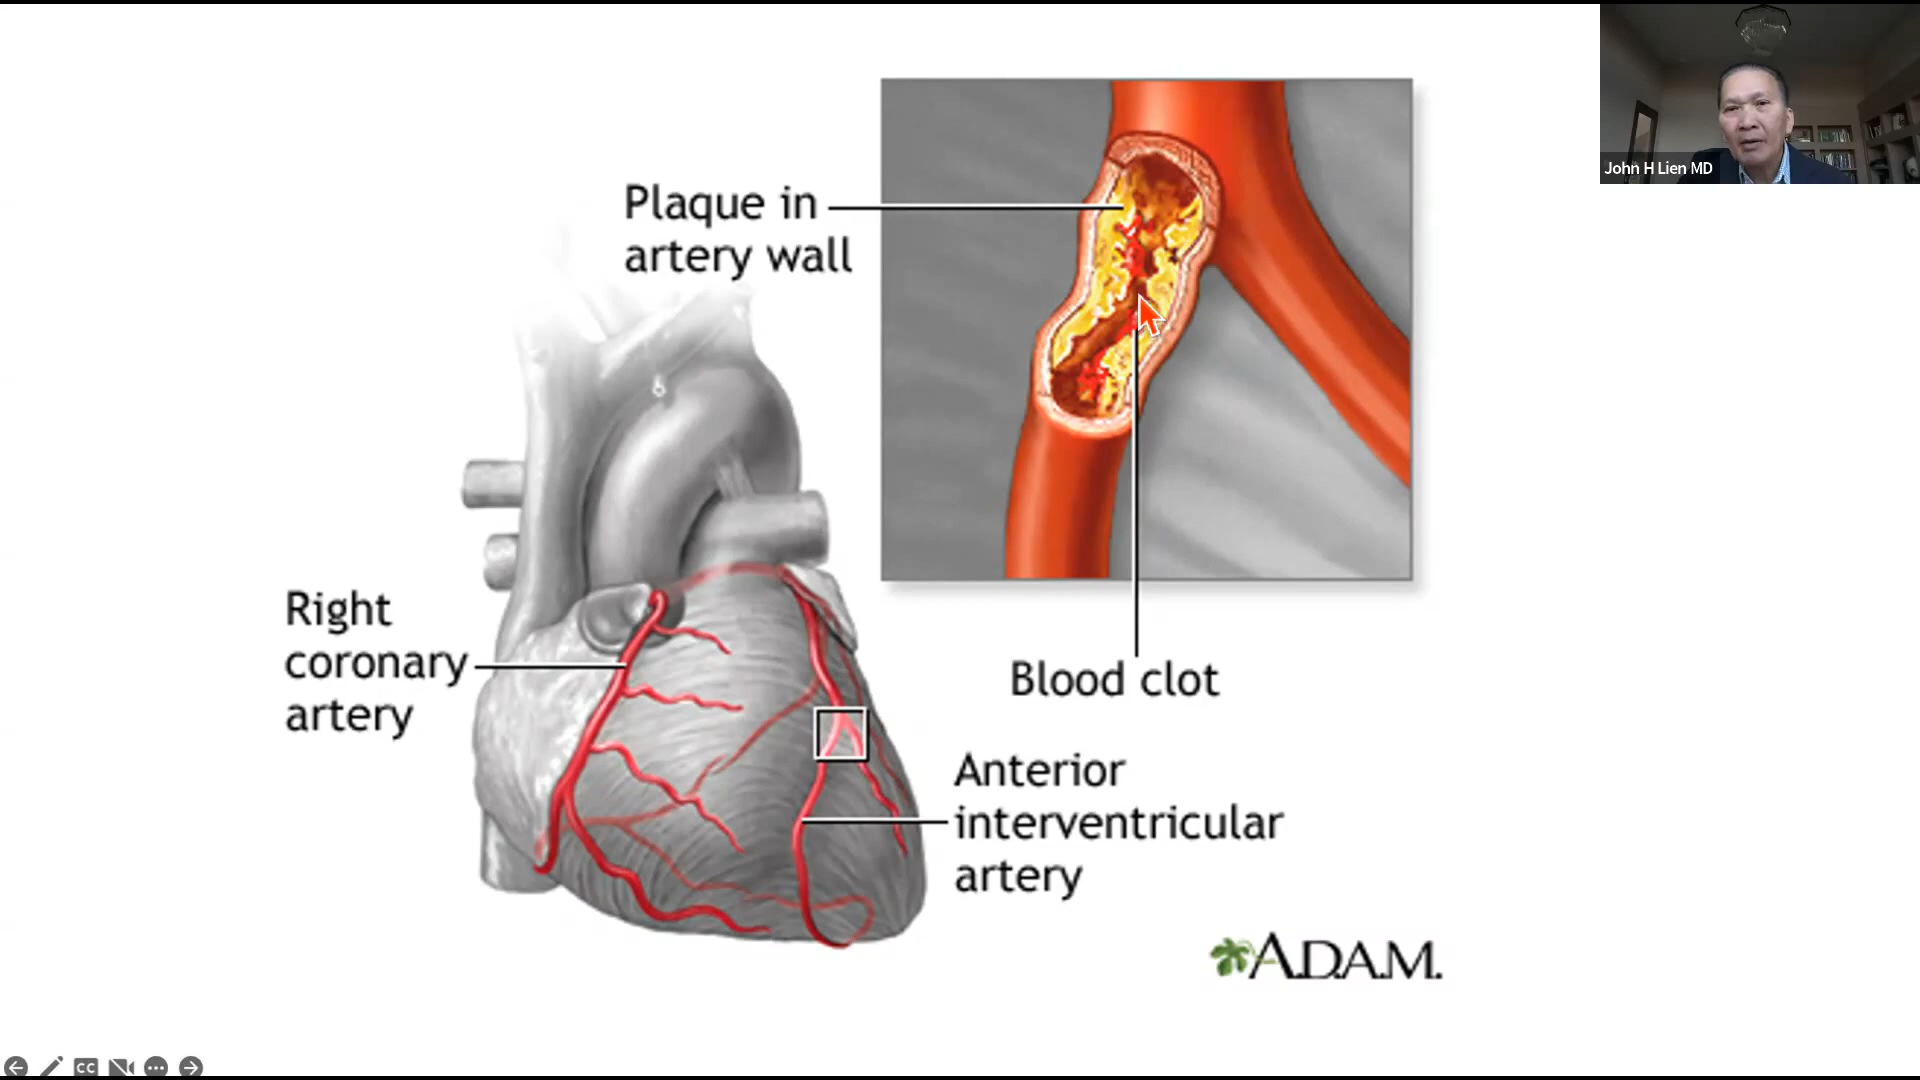 John H Lien MD
Plaque in
artery wall
Right
coronary
artery
Blood clot
Anterior
interventricular
artery
A.D.A.M.
CC